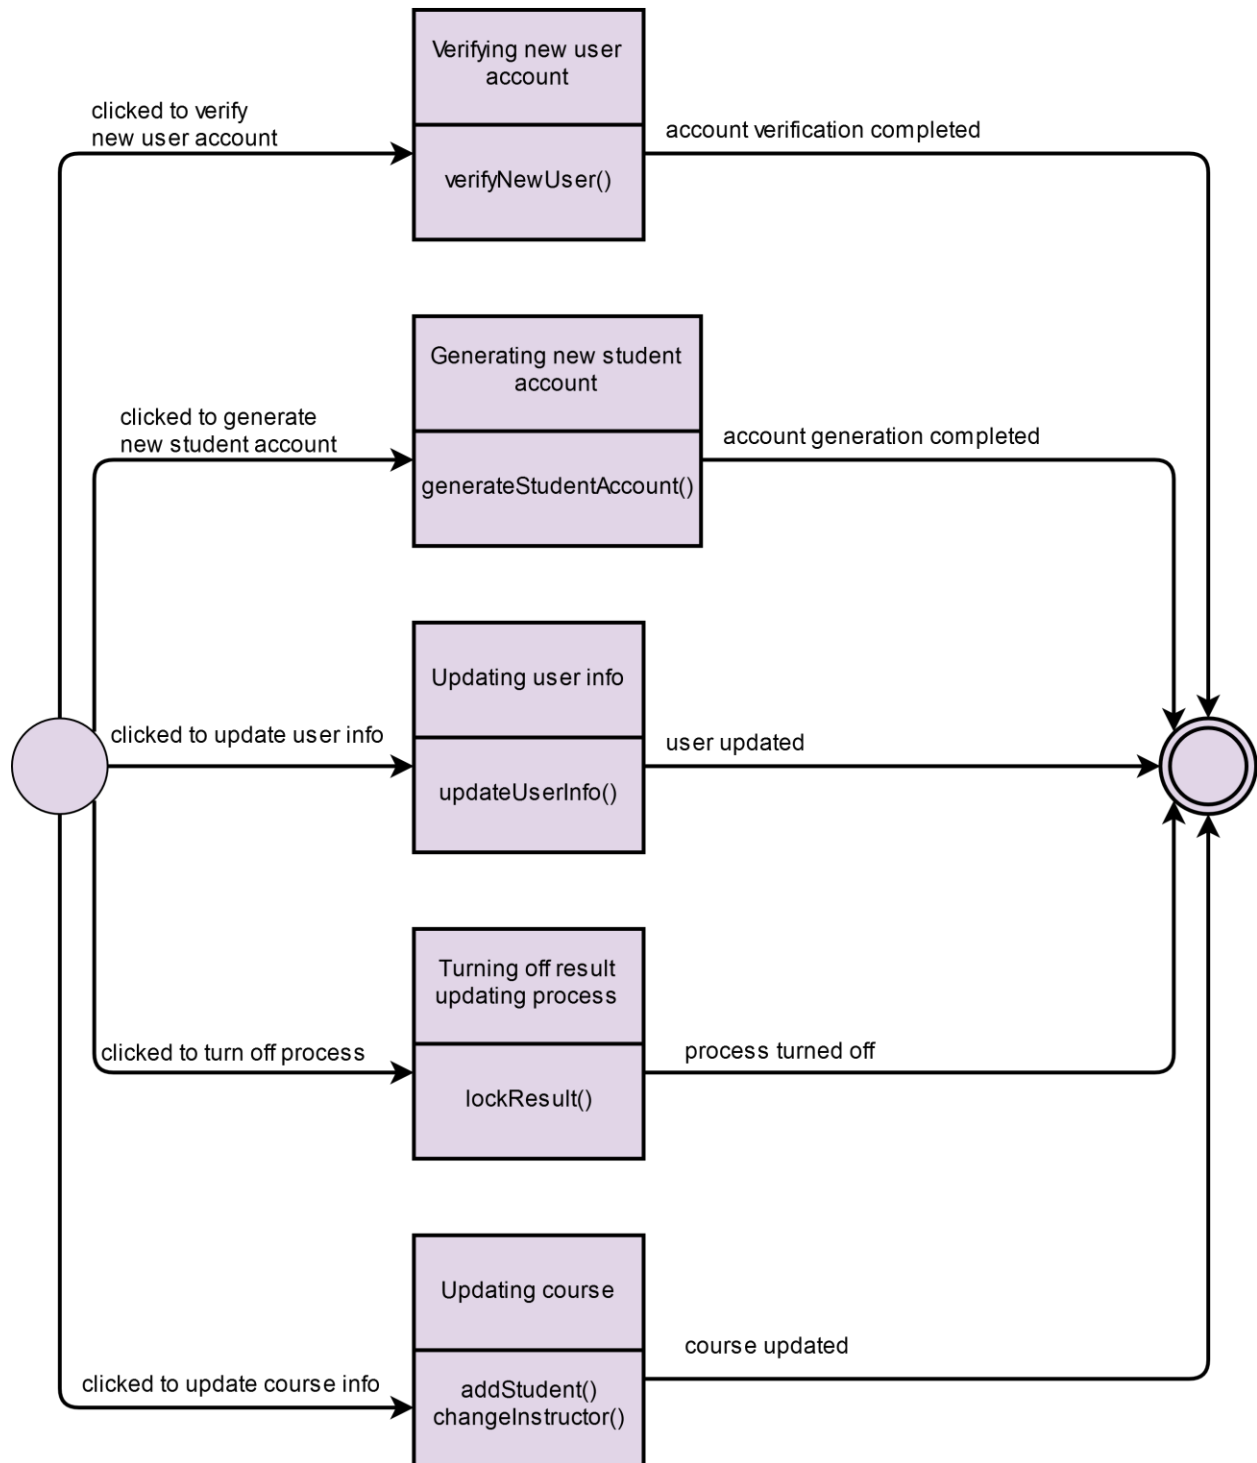 Verifying new user
account
clicked to verify
new user account
account verification completed
verifyNewUser()
Generating new student
account
clicked to generate
new student account
account generation completed
generateStudentAccount()
Updating user info
clicked to update user info
user updated
updateUserInfo()
Turning off result
updating process
clicked to turn off process
process turned off
lockResult()
Updating course
course updated
clicked to update course info
addStudent()
changeInstructor()